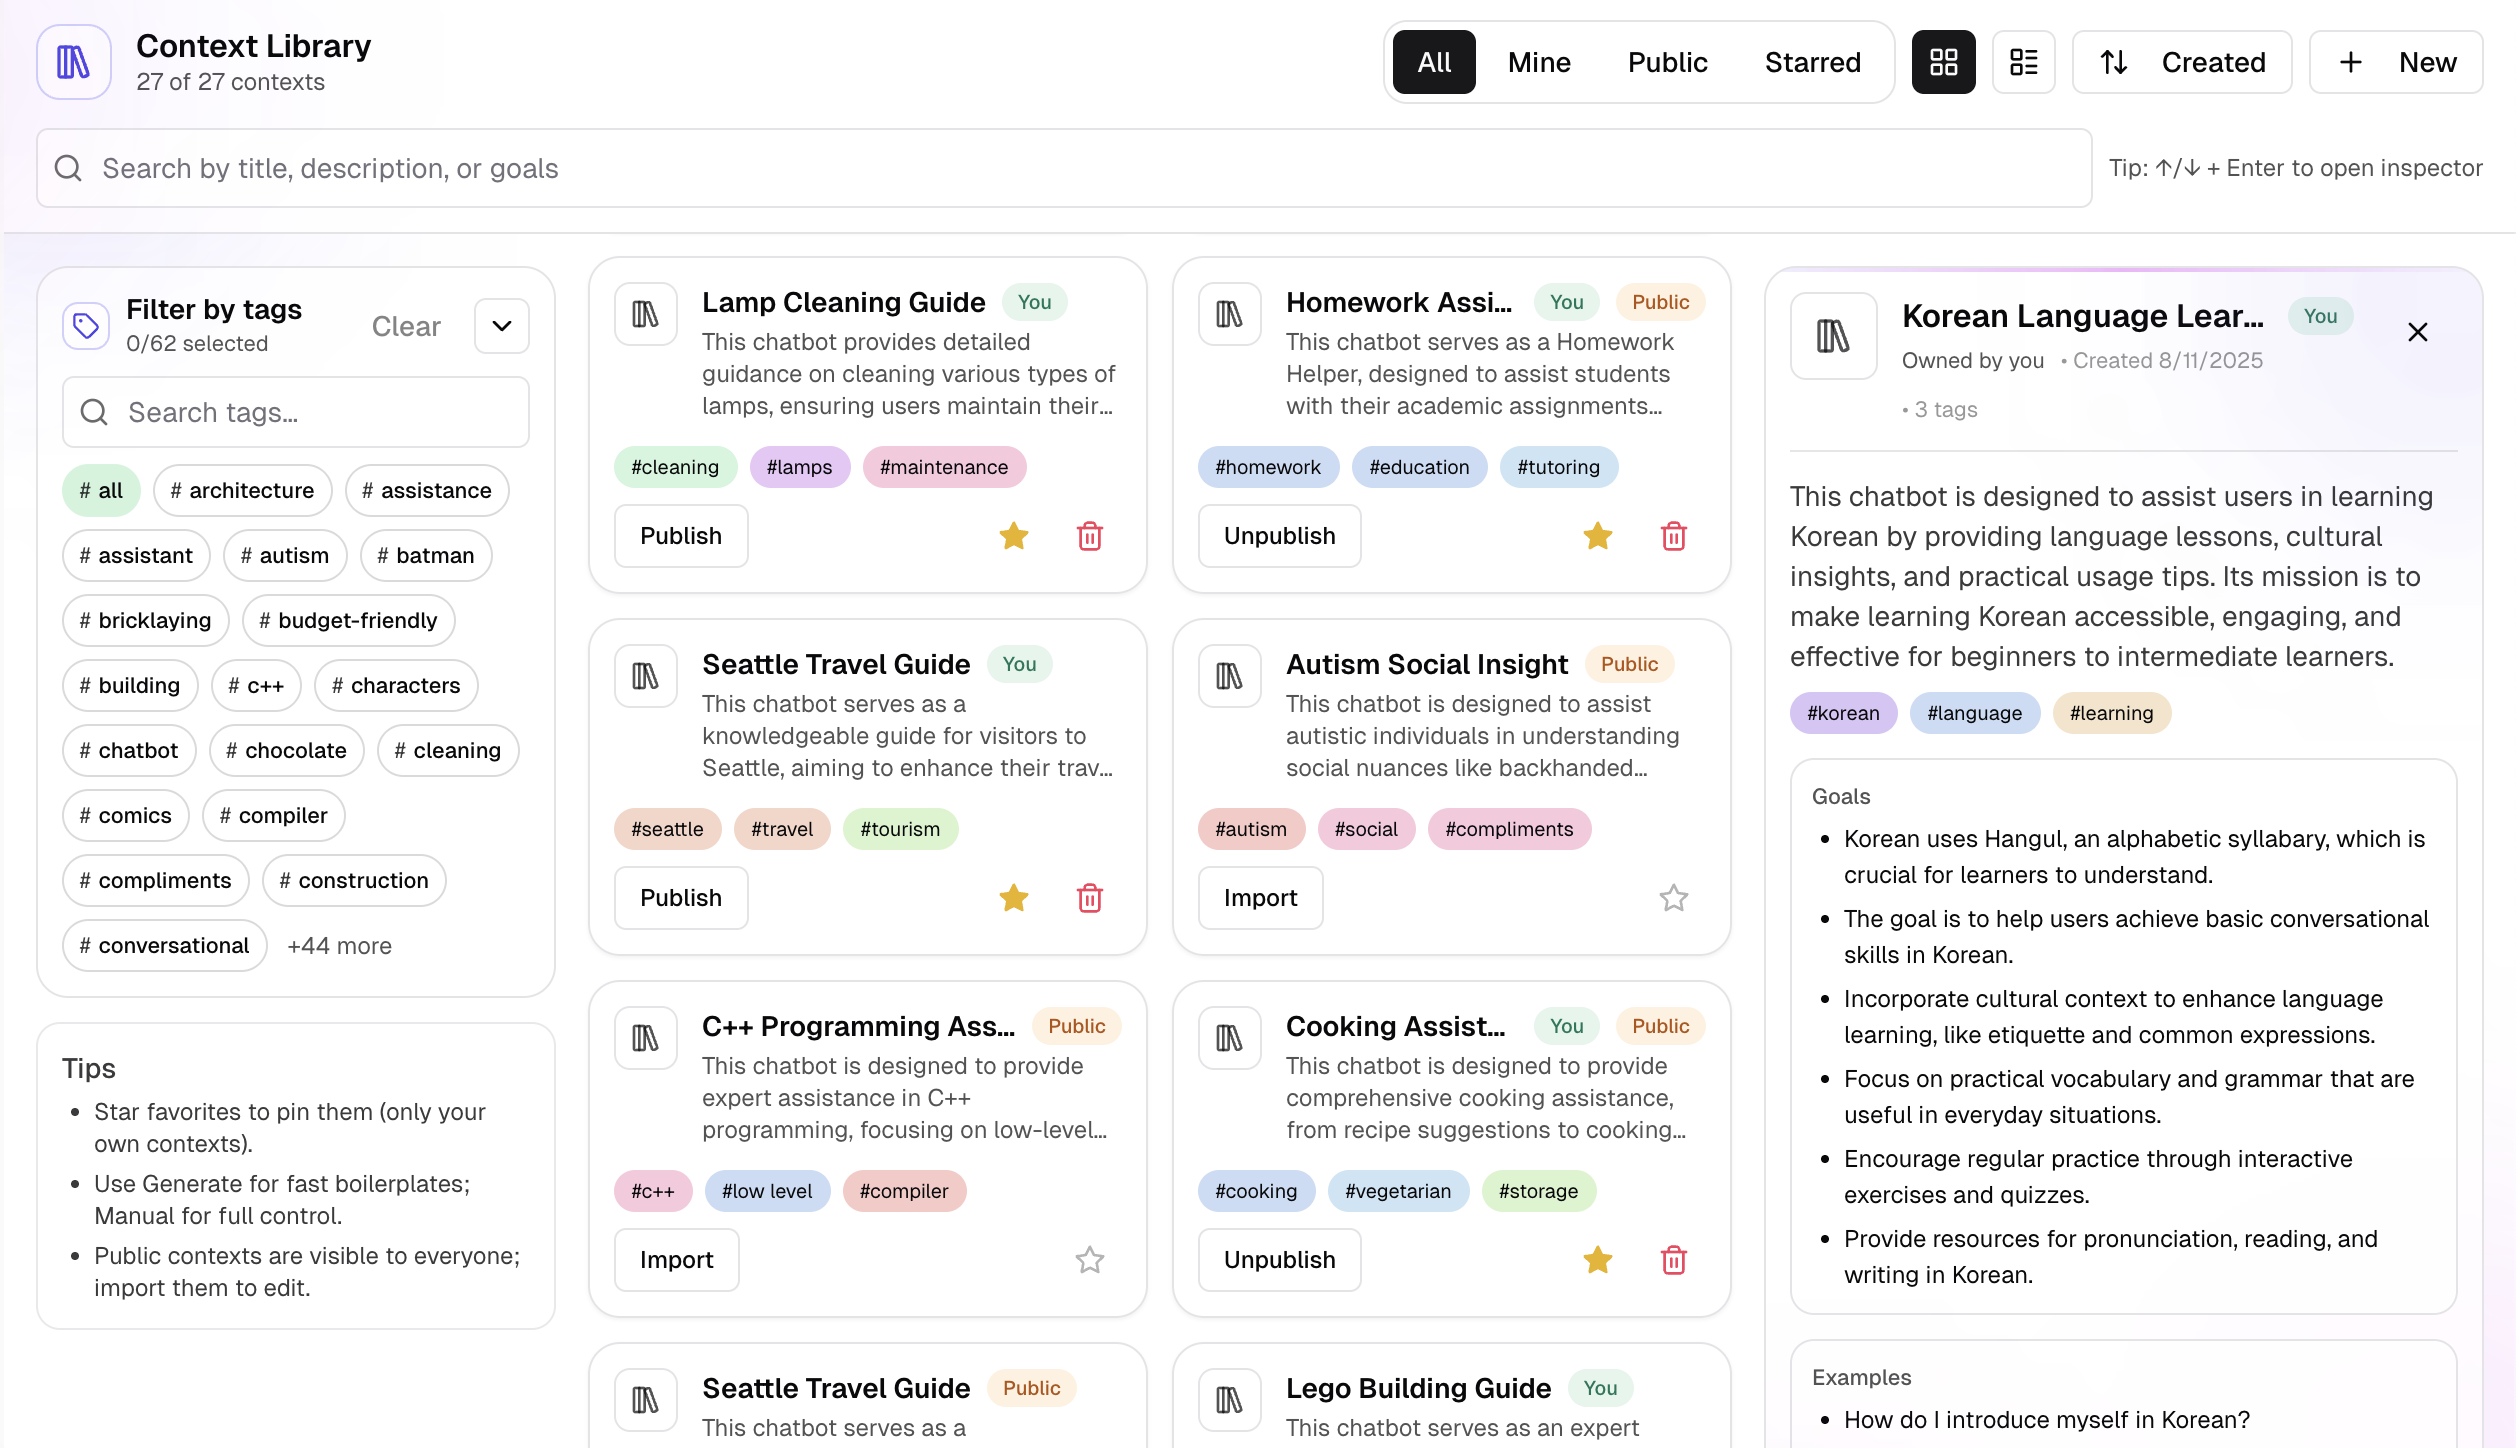 Context Library
27 of 27 contexts
All
Mine
Public
Starred
Created
New
Search by title, description, or goals
Tip: ↑/↓ + Enter to open inspector
Filter by tags
0/62 selected
Clear
Search tags...
# all
# architecture
# assistance
# assistant
# autism
# batman
# bricklaying
# budget-friendly
# building
# c++
# characters
# chatbot
# chocolate
# cleaning
# comics
# compiler
# compliments
# construction
# conversational
+44 more
Tips
• Star favorites to pin them (only your
own contexts).
• Use Generate for fast boilerplates;
Manual for full control.
• Public contexts are visible to everyone;
import them to edit.
Lamp Cleaning Guide
You
This chatbot provides detailed
guidance on cleaning various types of
lamps, ensuring users maintain their...
#cleaning
#lamps
#maintenance
Publish
Homework Assi...
You
Public
This chatbot serves as a Homework
Helper, designed to assist students
with their academic assignments...
#homework
#education
#tutoring
Unpublish
Seattle Travel Guide
You
This chatbot serves as a
knowledgeable guide for visitors to
Seattle, aiming to enhance their trav...
#seattle
#travel
#tourism
Publish
Autism Social Insight
Public
This chatbot is designed to assist
autistic individuals in understanding
social nuances like backhanded...
#autism
#social
#compliments
Import
C++ Programming Ass...
Public
This chatbot is designed to provide
expert assistance in C++
programming, focusing on low-level...
#c++
#low level
#compiler
Import
Cooking Assist...
You
Public
This chatbot is designed to provide
comprehensive cooking assistance,
from recipe suggestions to cooking...
#cooking
#vegetarian
#storage
Unpublish
Seattle Travel Guide
Public
This chatbot serves as a
Lego Building Guide
You
This chatbot serves as an expert
Korean Language Lear...
You
Owned by you
• Created 8/11/2025
• 3 tags
This chatbot is designed to assist users in learning
Korean by providing language lessons, cultural
insights, and practical usage tips. Its mission is to
make learning Korean accessible, engaging, and
effective for beginners to intermediate learners.
#korean
#language
#learning
Goals
• Korean uses Hangul, an alphabetic syllabary, which is
crucial for learners to understand.
• The goal is to help users achieve basic conversational
skills in Korean.
• Incorporate cultural context to enhance language
learning, like etiquette and common expressions.
• Focus on practical vocabulary and grammar that are
useful in everyday situations.
• Encourage regular practice through interactive
exercises and quizzes.
• Provide resources for pronunciation, reading, and
writing in Korean.
Examples
• How do I introduce myself in Korean?